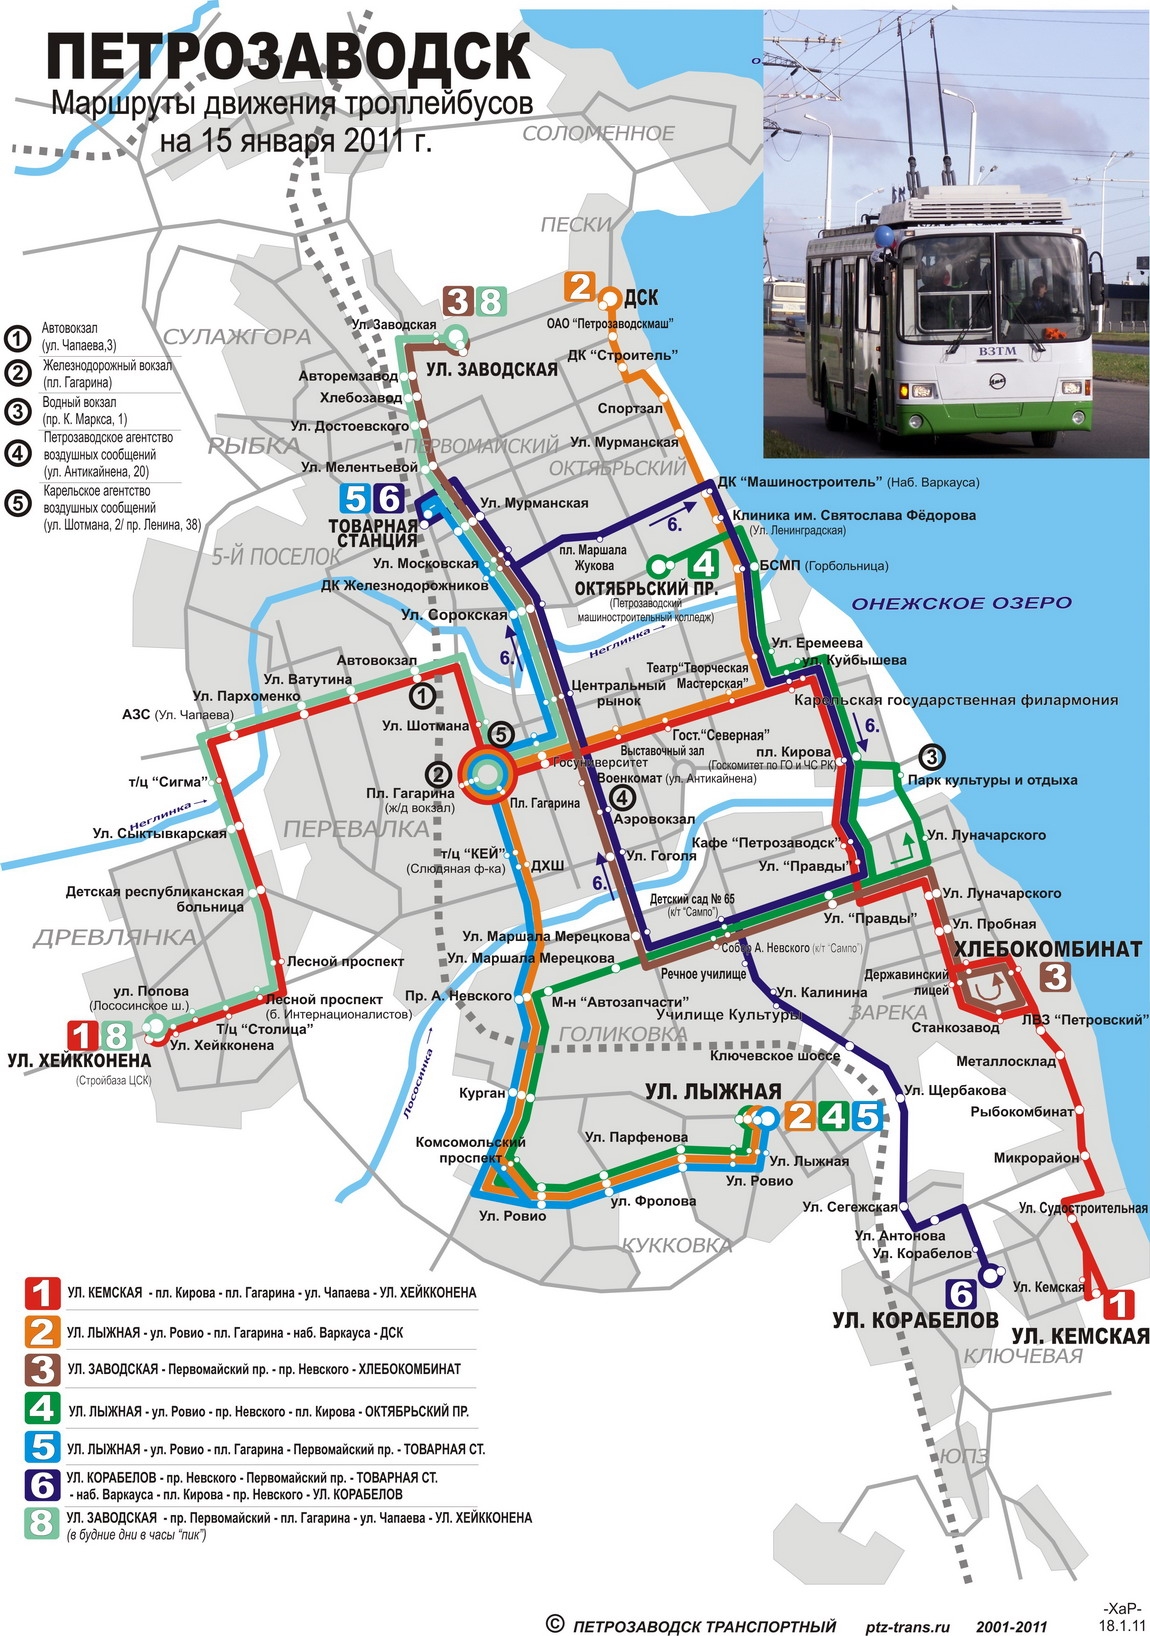 ПЕТРОЗАВОДСК
Маршруты движения троллейбусов
на 15 января 2011 г.
СОЛОМЕННОЕ
ПЕСКИ
ВЗТМ
2
ДСК
3 8
Ул. Заводская
ОАО "Петрозаводскмаш"
СУЛАЖГОРА
1
Автовокзал
(ул. Чапаева,3)
2
Железнодорожный вокзал
(пл. Гагарина)
3
Водный вокзал
(пр. К. Маркса, 1)
4
Петрозаводское агентство
воздушных сообщений
(ул. Антикайнена, 20)
5
Карельское агентство
воздушных сообщений
(ул. Шотмана, 2/ пр. Ленина, 38)
ДК "Строитель"
УЛ. ЗАВОДСКАЯ
Авторемзавод
Хлебозавод
Спортзал
Ул. Достоевского
РЫБКА
ПЕРВОМАЙСКИЙ
Ул. Мурманская
Ул. Мелентьевой
ОКТЯБРЬСКИЙ
5 6
ТОВАРНАЯ
СТАНЦИЯ
Ул. Мурманская
ДК "Машиностроитель" (Наб. Варкауса)
6.
Клиника им. Святослава Фёдорова
(Ул. Ленинградская)
5-Й ПОСЕЛОК
пл. Маршала
Жукова
Ул. Московская
4
БСМП (Горбольница)
ДК Железнодорожников
ОКТЯБРЬСКИЙ ПР.
(Петрозаводский
машиностроительный колледж)
ОНЕЖСКОЕ ОЗЕРО
Ул. Сорокская
Неглинка
6.
Ул. Еремеева
ул. Куйбышева
Автовокзал
Театр"Творческая
Мастерская"
Ул. Ватутина
1
Центральный
рынок
Ул. Пархоменко
Карельская государственная филармония
АЗС (Ул. Чапаева)
Ул. Шотмана
5
Гост."Северная"
6.
Выставочный зал
пл. Кирова
(Госкомитет по ГО и ЧС РК)
3
Госуниверситет
2
Военкомат (ул. Антикайнена)
Парк культуры и отдыха
т/ц "Сигма"
Пл. Гагарина
(ж/д вокзал)
Пл. Гагарина
4
Аэровокзал
Неглинка
Ул. Сыктывкарская
ПЕРЕВАЛКА
Кафе "Петрозаводск"
Ул. Луначарского
т/ц "КЕЙ"
(Слюдяная ф-ка)
ДХШ
Ул. Гоголя
Ул. "Правды"
6.
Детская республиканская
больница
Детский сад № 65
(к/т "Сампо")
Ул. Луначарского
Ул. "Правды"
Ул. Пробная
ДРЕВЛЯНКА
Ул. Маршала Мерецкова
Собор А. Невского (к/т "Сампо")
ХЛЕБОКОМБИНАТ
Ул. Маршала Мерецкова
Лесной проспект
Речное училище
Державинский
лицей
3
ул. Попова
(Лососинское ш.)
Лесной проспект
(б. Интернационалистов)
Пр. А. Невского
М-н "Автозапчасти"
Ул. Калинина
Училище Культуры
ЗАРЕКА
Станкозавод
ЛВЗ "Петровский"
1 8
Т/ц "Столица"
ГОЛИКОВКА
УЛ. ХЕЙККОНЕНА
(Стройбаза ЦСК)
Ул. Хейкконена
Ключевское шоссе
Металлосклад
Лососинка
Курган
УЛ. ЛЫЖНАЯ
2 4 5
Ул. Щербакова
Рыбокомбинат
Комсомольский
проспект
Ул. Парфенова
Ул. Лыжная
Микрорайон
Ул. Ровио
ул. Фролова
Ул. Ровио
Ул. Сегежская
Ул. Судостроительная
КУККОВКА
Ул. Антонова
Ул. Корабелов
6
Ул. Кемская
1
УЛ. КОРАБЕЛОВ
УЛ. КЕМСКАЯ
КЛЮЧЕВАЯ
ЮПЗ
1 УЛ. КЕМСКАЯ - пл. Кирова - пл. Гагарина - ул. Чапаева - УЛ. ХЕЙККОНЕНА
2 УЛ. ЛЫЖНАЯ - ул. Ровио - пл. Гагарина - наб. Варкауса - ДСК
3 УЛ. ЗАВОДСКАЯ - Первомайский пр. - пр. Невского - ХЛЕБОКОМБИНАТ
4 УЛ. ЛЫЖНАЯ - ул. Ровио - пр. Невского - пл. Кирова - ОКТЯБРЬСКИЙ ПР.
5 УЛ. ЛЫЖНАЯ - ул. Ровио - пл. Гагарина - Первомайский пр. - ТОВАРНАЯ СТ.
6 УЛ. КОРАБЕЛОВ - пр. Невского - Первомайский пр. - ТОВАРНАЯ СТ.
- наб. Варкауса - пл. Кирова - пр. Невского - УЛ. КОРАБЕЛОВ
8 УЛ. ЗАВОДСКАЯ - пр. Первомайский - пл. Гагарина - ул. Чапаева - УЛ. ХЕЙККОНЕНА
(в будние дни в часы "пик")
© ПЕТРОЗАВОДСК ТРАНСПОРТНЫЙ ptz-trans.ru 2001-2011
-ХаР-
18.1.11